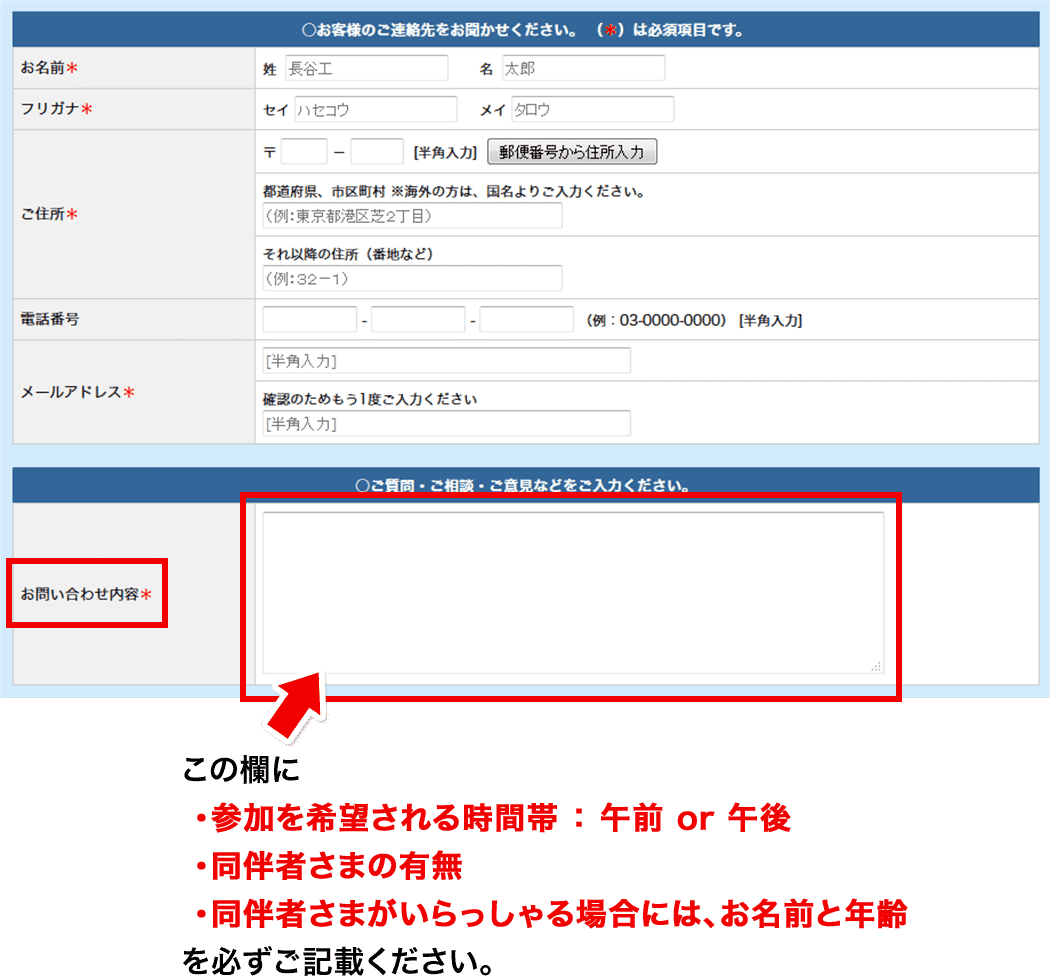 ○お客様のご連絡先をお聞かせください。（*）は必須項目です。
お名前* 姓 長谷工 名 太郎
フリガナ* セイ ハセコウ メイ タロウ
〒 - [半角入力] 郵便番号から住所入力
都道府県、市区町村 ※海外の方は、国名よりご入力ください。
ご住所* (例:東京都港区芝2丁目)
それ以降の住所（番地など）
(例:32－1)
電話番号 - - （例：03-0000-0000） [半角入力]
[半角入力]
メールアドレス*
確認のためもう1度ご入力ください
[半角入力]
○ご質問・ご相談・ご意見などをご入力ください。
お問い合わせ内容*
この欄に
・参加を希望される時間帯：午前 or 午後
・同伴者さまの有無
・同伴者さまがいらっしゃる場合には、お名前と年齢
を必ずご記載ください。